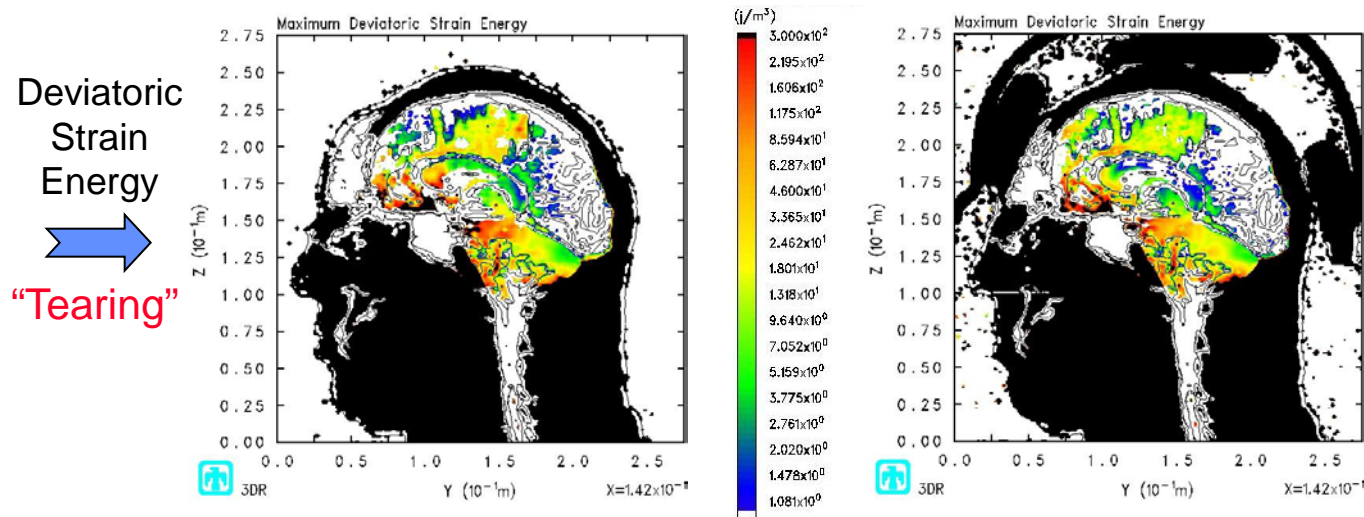 Deviatoric
Strain
Energy
“Tearing”
Maximum Deviatoric Strain Energy
2.75
2.50
2.25
2.00
1.75
1.50
1.25
1.00
0.75
0.50
0.25
0.00
Z (10⁻¹m)
0.0 0.5 1.0 1.5 2.0 2.5
3DR
Y (10⁻¹m)
(j/m³)
3.000x10²
2.195x10²
1.606x10²
1.175x10²
8.594x10¹
6.287x10¹
4.600x10¹
3.365x10¹
2.462x10¹
1.801x10¹
1.318x10¹
9.640x10⁰
7.052x10⁰
5.159x10⁰
3.775x10⁰
2.761x10⁰
2.020x10⁰
1.478x10⁰
1.081x10⁰
Maximum Deviatoric Strain Energy
2.75
2.50
2.25
2.00
1.75
1.50
1.25
1.00
0.75
0.50
0.25
0.00
Z (10⁻¹m)
0.0 0.5 1.0 1.5 2.0 2.5
3DR
Y (10⁻¹m)